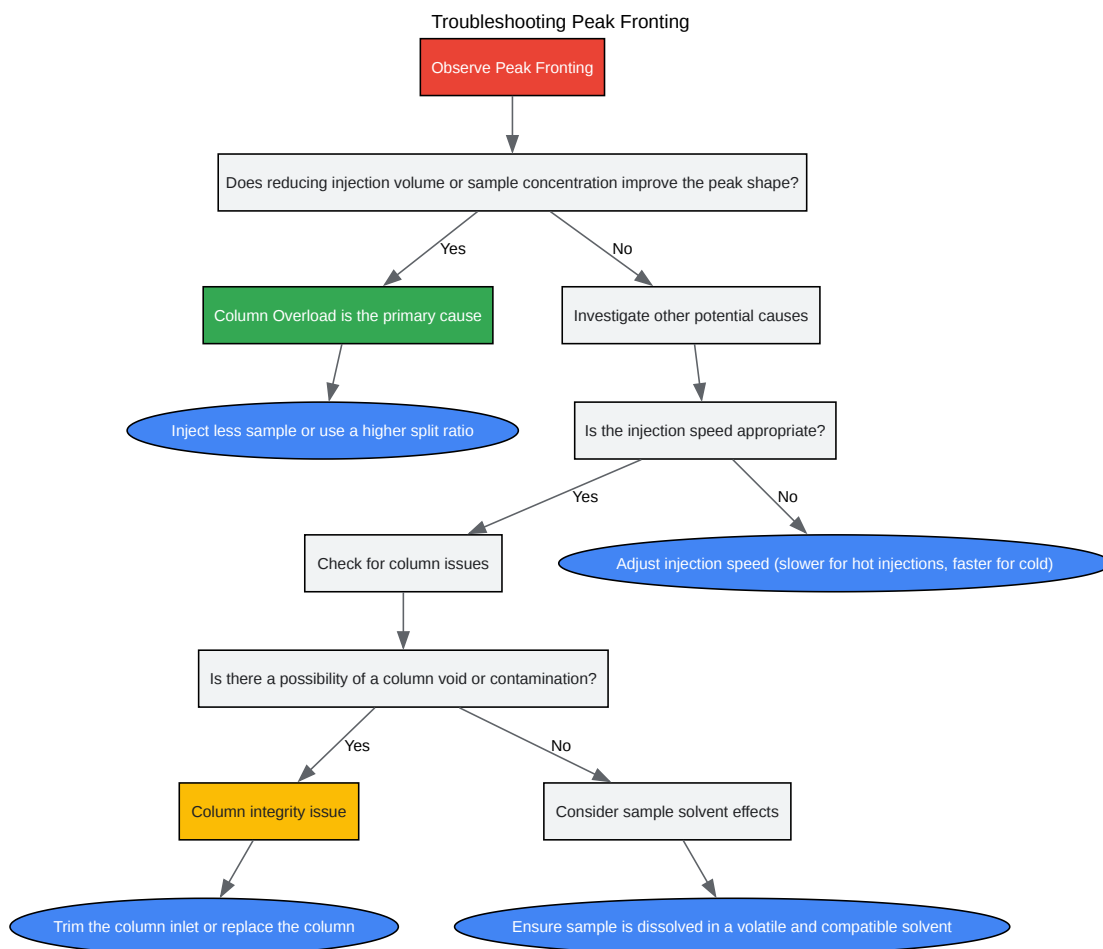 Troubleshooting Peak Fronting
Observe Peak Fronting
Does reducing injection volume or sample concentration improve the peak shape?
Yes
No
Column Overload is the primary cause
Investigate other potential causes
Inject less sample or use a higher split ratio
Is the injection speed appropriate?
Yes
No
Check for column issues
Adjust injection speed (slower for hot injections, faster for cold)
Is there a possibility of a column void or contamination?
Yes
No
Column integrity issue
Consider sample solvent effects
Trim the column inlet or replace the column
Ensure sample is dissolved in a volatile and compatible solvent